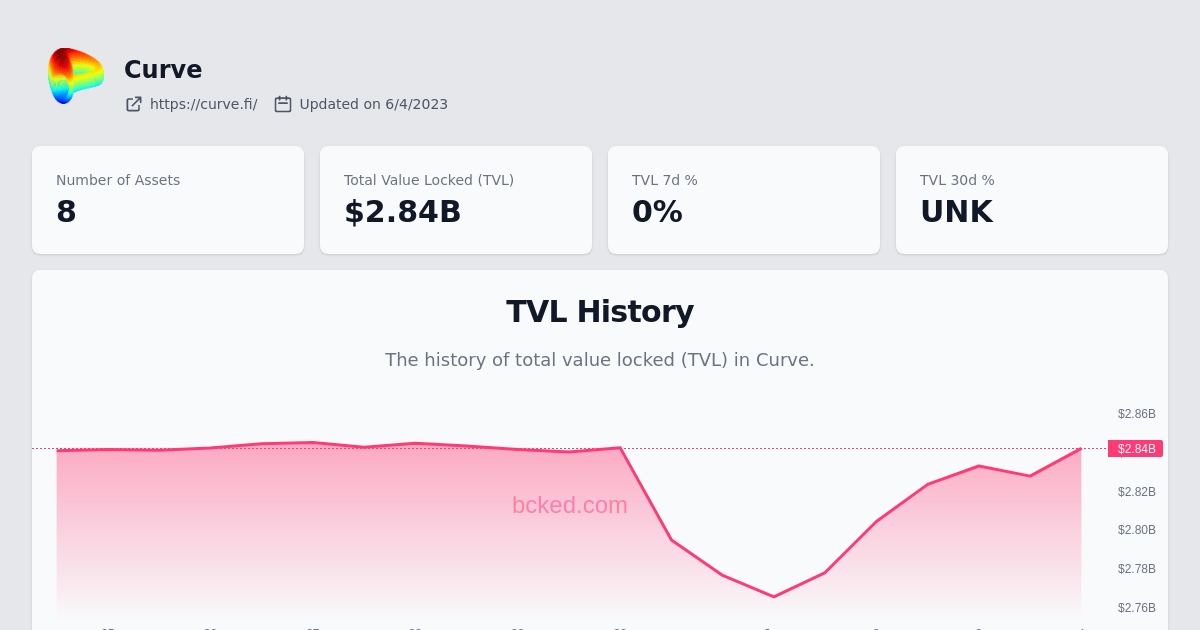 Curve
https://curve.fi/ Updated on 6/4/2023
Number of Assets
8
Total Value Locked (TVL)
$2.84B
TVL 7d %
0%
TVL 30d %
UNK
TVL History
The history of total value locked (TVL) in Curve.
$2.86B
$2.84B
bcked.com
$2.82B
$2.80B
$2.78B
$2.76B